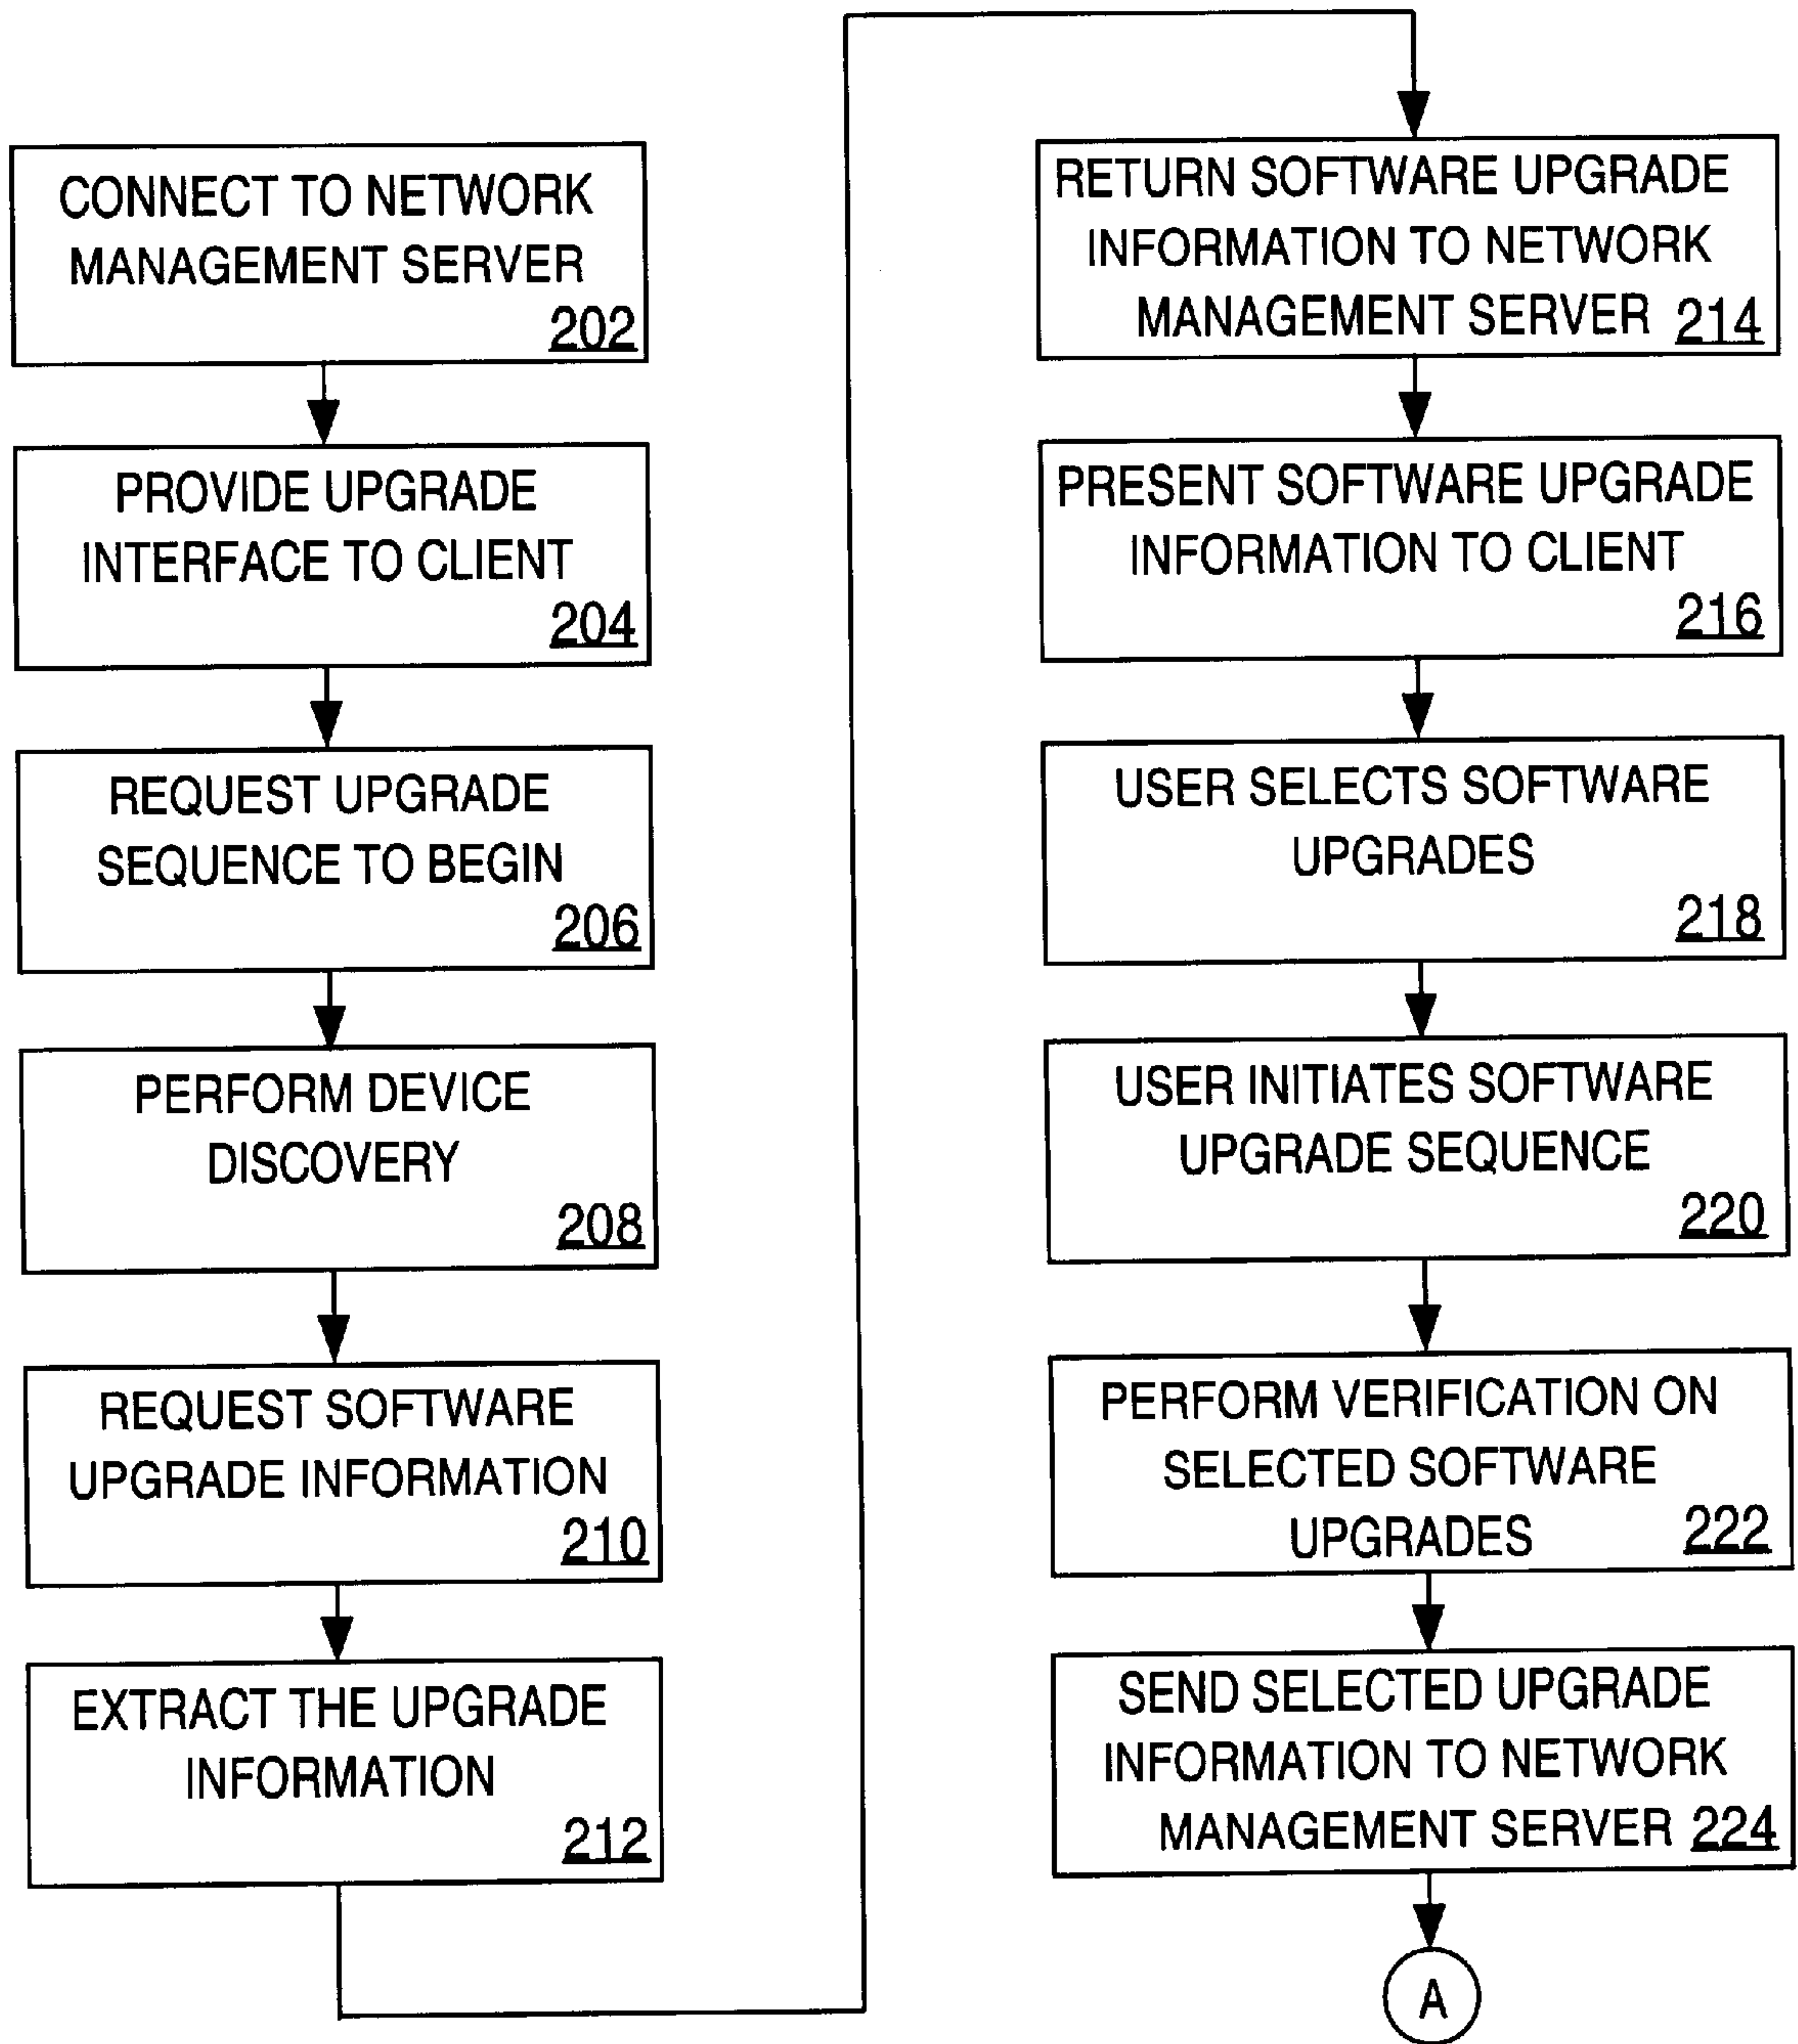 CONNECT TO NETWORK
MANAGEMENT SERVER
202
PROVIDE UPGRADE
INTERFACE TO CLIENT
204
REQUEST UPGRADE
SEQUENCE TO BEGIN
206
PERFORM DEVICE
DISCOVERY
208
REQUEST SOFTWARE
UPGRADE INFORMATION
210
EXTRACT THE UPGRADE
INFORMATION
212
RETURN SOFTWARE UPGRADE
INFORMATION TO NETWORK
MANAGEMENT SERVER 214
PRESENT SOFTWARE UPGRADE
INFORMATION TO CLIENT
216
USER SELECTS SOFTWARE
UPGRADES
218
USER INITIATES SOFTWARE
UPGRADE SEQUENCE
220
PERFORM VERIFICATION ON
SELECTED SOFTWARE
UPGRADES 222
SEND SELECTED UPGRADE
INFORMATION TO NETWORK
MANAGEMENT SERVER 224
A